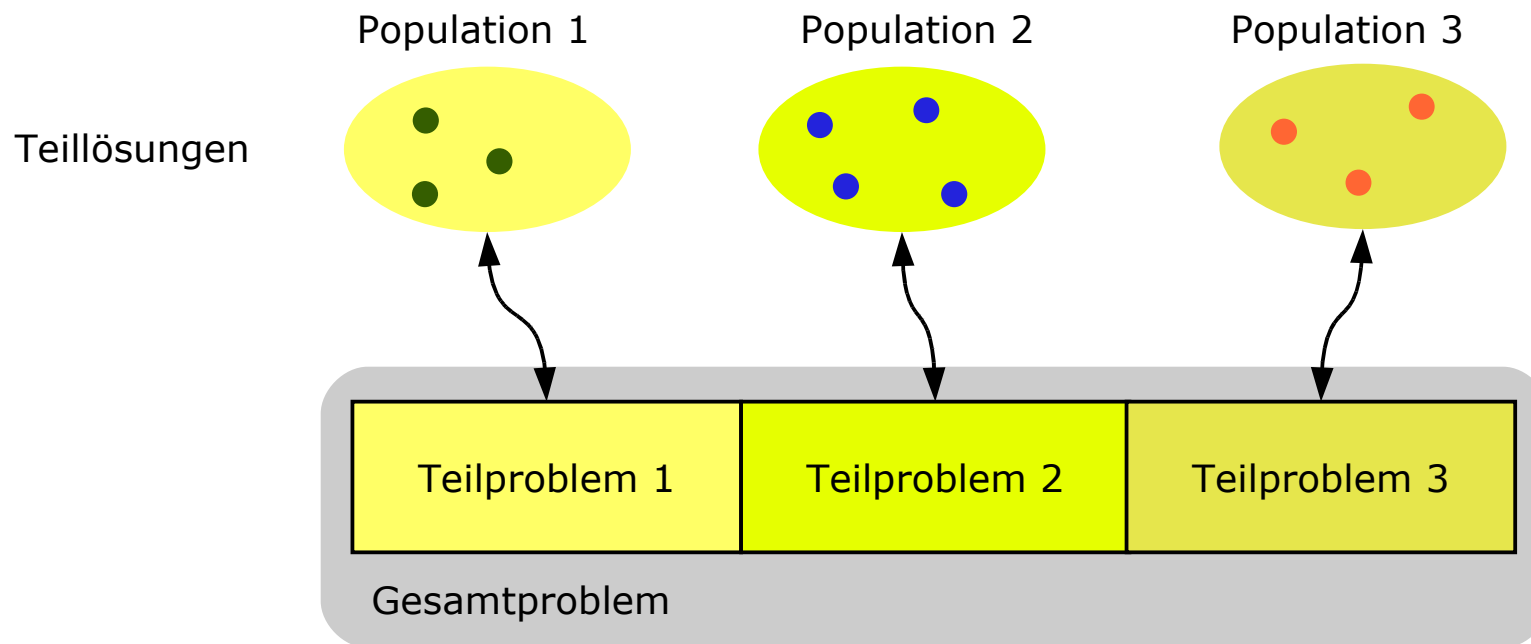 Population 1
Population 2
Population 3
Teillösungen
Teilproblem 1
Teilproblem 2
Teilproblem 3
Gesamtproblem